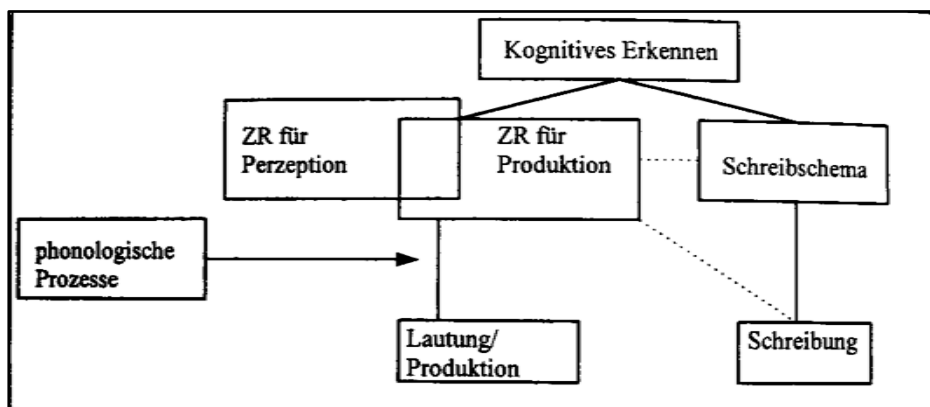 Kognitives Erkennen
ZR für
Perzeption
ZR für
Produktion
Schreibschema
phonologische
Prozesse
Lautung/
Produktion
Schreibung